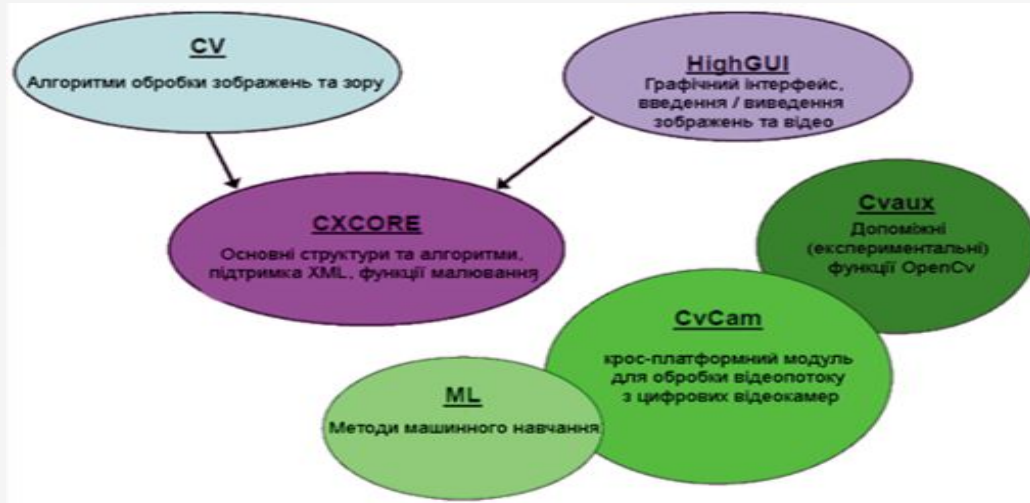 CV
Алгоритми обробки зображень та зору
HighGUI
Графічний інтерфейс,
введення / виведення
зображень та відео
CXCORE
Основні структури та алгоритми,
підтримка XML, функції малювання
Cvaux
Допоміжні
(експериментальні)
функції OpenCv
CvCam
крос-платформний модуль
для обробки відеопотоку
з цифрових відеокамер
ML
Методи машинного навчання